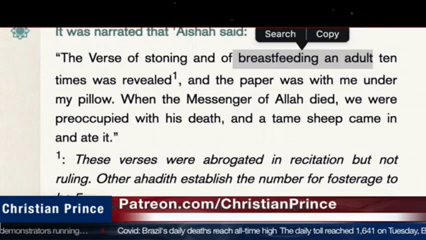 It was narrated that 'Aishah said:
Search
Copy
"The Verse of stoning and of breastfeeding an adult ten
times was revealed¹, and the paper was with me under
my pillow. When the Messenger of Allah died, we were
preoccupied with his death, and a tame sheep came in
and ate it."
¹: These verses were abrogated in recitation but not
ruling. Other ahadith establish the number for fosterage to
Christian Prince
Patreon.com/ChristianPrince
demonstrators running...
Covid: Brazil's daily deaths reach all-time high The daily toll reached 1,641 on Tuesday, B